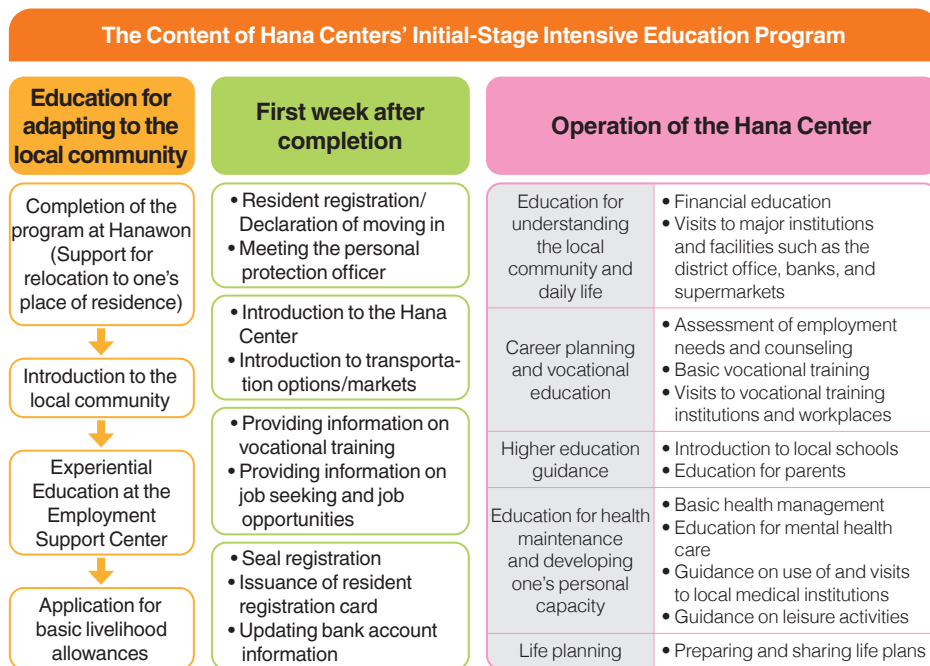 The Content of Hana Centers' Initial-Stage Intensive Education Program
Education for
adapting to the
local community
Completion of the
program at Hanawon
(Support for
relocation to one's
place of residence)
Introduction to the
local community
Experiential
Education at the
Employment
Support Center
Application for
basic livelihood
allowances
First week after
completion
• Resident registration/
Declaration of moving in
• Meeting the personal
protection officer
• Introduction to the Hana
Center
• Introduction to transporta-
tion options/markets
• Providing information on
vocational training
• Providing information on
job seeking and job
opportunities
• Seal registration
• Issuance of resident
registration card
• Updating bank account
information
Operation of the Hana Center
Education for
understanding
the local
community and
daily life
• Financial education
• Visits to major institutions
and facilities such as the
district office, banks, and
supermarkets
Career planning
and vocational
education
• Assessment of employment
needs and counseling
• Basic vocational training
• Visits to vocational training
institutions and workplaces
Higher education
guidance
• Introduction to local schools
• Education for parents
Education for health
maintenance
and developing
one's personal
capacity
• Basic health management
• Education for mental health
care
• Guidance on use of and visits
to local medical institutions
• Guidance on leisure activities
Life planning
• Preparing and sharing life plans